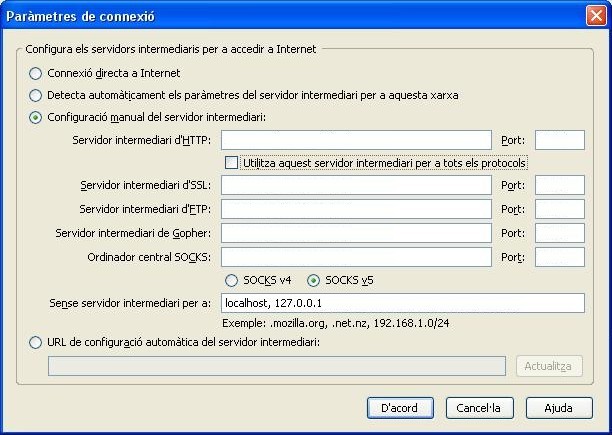 Paràmetres de connexió
Configura els servidors intermediaris per a accedir a Internet
Connexió directa a Internet
Detecta automàticament els paràmetres del servidor intermediari per a aquesta xarxa
Configuració manual del servidor intermediari:
Servidor intermediari d'HTTP: Port:
Utilitza aquest servidor intermediari per a tots els protocols
Servidor intermediari d'SSL: Port:
Servidor intermediari d'FTP: Port:
Servidor intermediari de Gopher: Port:
Ordinador central SOCKS: Port:
SOCKS v4 SOCKS v5
Sense servidor intermediari per a: localhost, 127.0.0.1
Exemple: .mozilla.org, .net.nz, 192.168.1.0/24
URL de configuració automàtica del servidor intermediari:
Actualitza
D'acord Cancel·la Ajuda